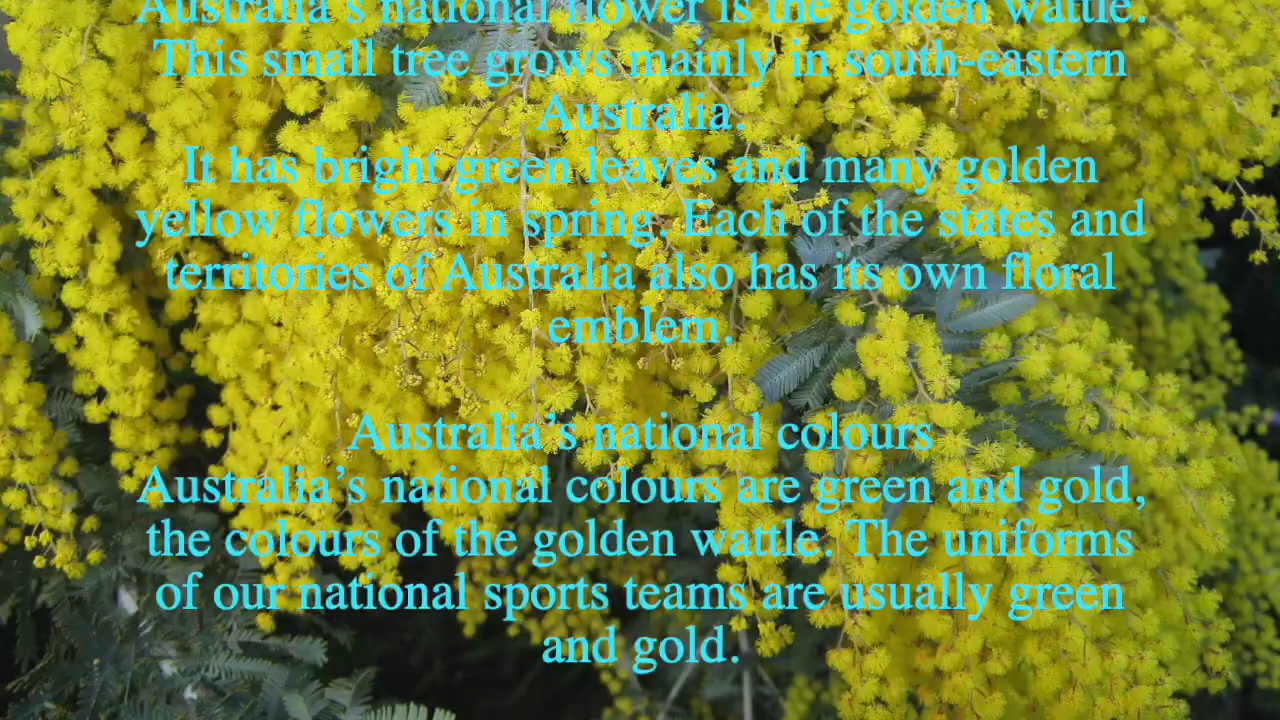 Australia's national flower is the golden wattle.
This small tree grows mainly in south-eastern
Australia.
It has bright green leaves and many golden
yellow flowers in spring. Each of the states and
territories of Australia also has its own floral
emblem.
Australia's national colours
Australia's national colours are green and gold,
the colours of the golden wattle. The uniforms
of our national sports teams are usually green
and gold.